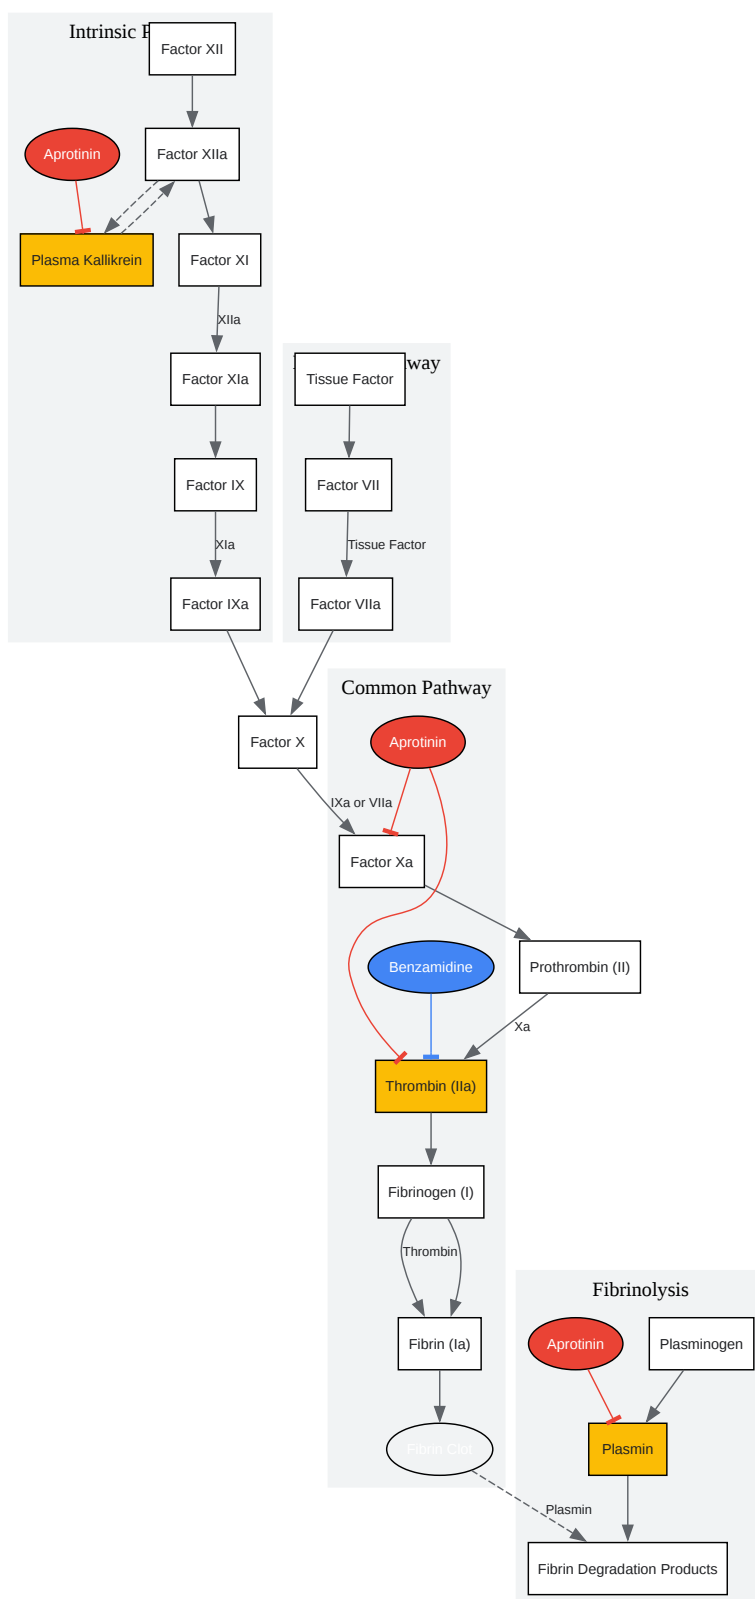 Intrinsic P
Factor XII
Aprotinin
Factor XIIa
Plasma Kallikrein
Factor XI
XIIa
way
Factor XIa
Tissue Factor
Factor IX
Factor VII
XIa
Tissue Factor
Factor IXa
Factor VIIa
Common Pathway
Factor X
Aprotinin
IXa or VIIa
Factor Xa
Benzamidine
Prothrombin (II)
Xa
Thrombin (IIa)
Fibrinogen (I)
Thrombin
Fibrinolysis
Fibrin (Ia)
Aprotinin
Plasminogen
Fibrin Clot
Plasmin
Plasmin
Fibrin Degradation Products